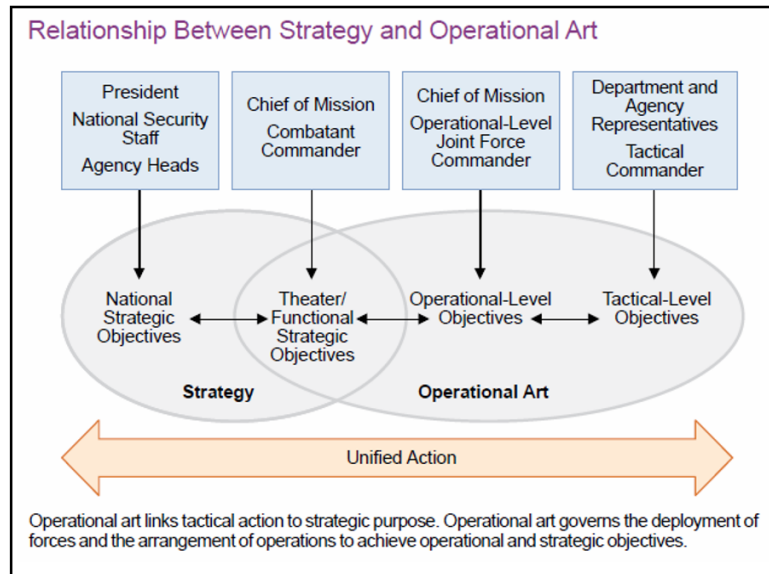 Relationship Between Strategy and Operational Art
President
National Security
Staff
Agency Heads
Chief of Mission
Combatant
Commander
Chief of Mission
Operational-Level
Joint Force
Commander
Department and
Agency
Representatives
Tactical
Commander
National
Strategic
Objectives
Theater/
Functional
Strategic
Objectives
Operational-Level
Objectives
Tactical-Level
Objectives
Strategy
Operational Art
Unified Action
Operational art links tactical action to strategic purpose. Operational art governs the deployment of
forces and the arrangement of operations to achieve operational and strategic objectives.